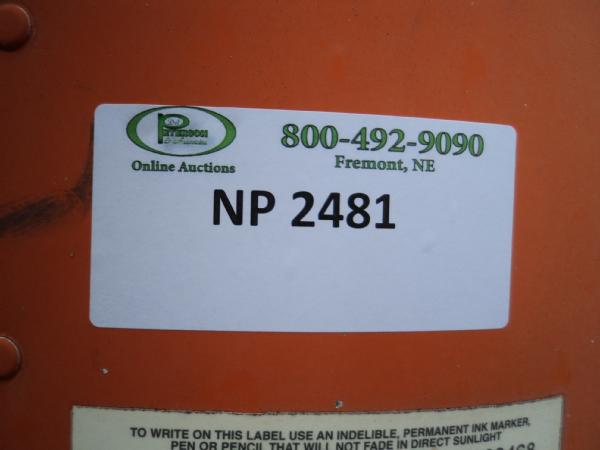 PETERSON
Online Auctions
800-492-9090
Fremont, NE
NP 2481
TO WRITE ON THIS LABEL USE AN INDELIBLE, PERMANENT INK MARKER,
PEN OR PENCIL THAT WILL NOT FADE IN DIRECT SUNLIGHT